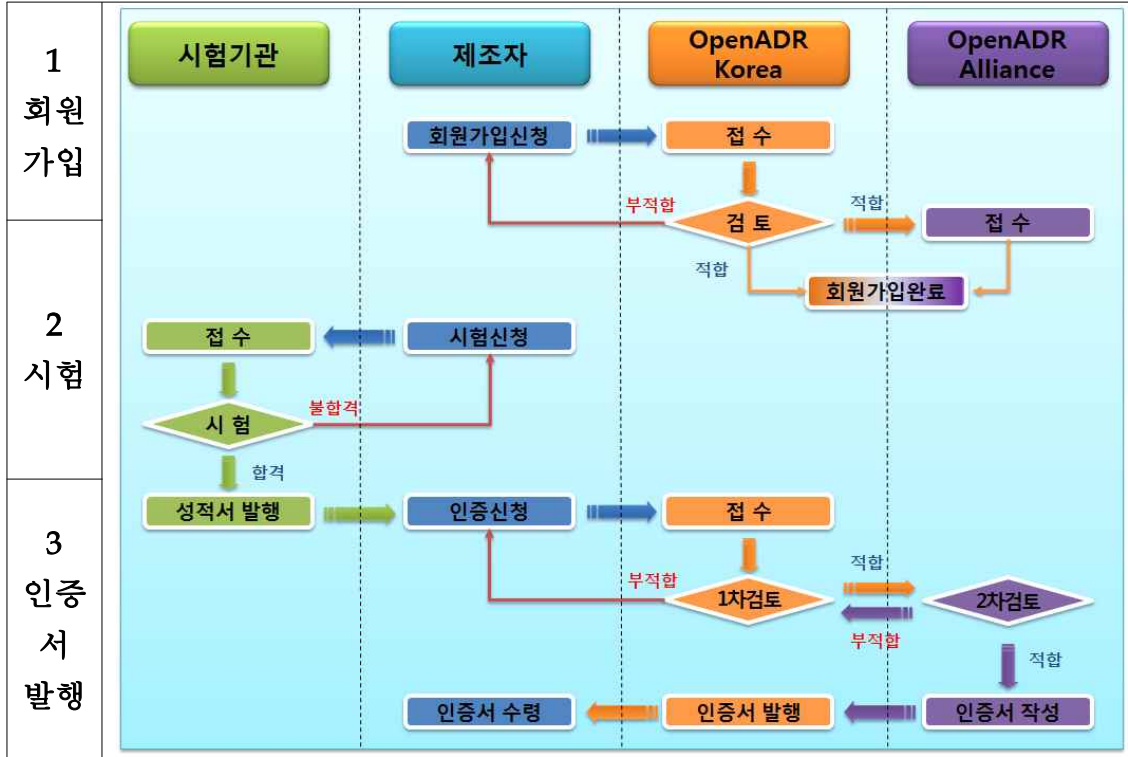 1
회원
가입
시험기관
제조자
OpenADR
Korea
OpenADR
Alliance
회원가입신청
접 수
부적합
검 토
적합
접 수
적합
회원가입완료
2
시험
접 수
시험신청
시 험
불합격
합격
3
인증
서
발행
성적서 발행
인증신청
접 수
부적합
1차검토
적합
2차검토
부적합
적합
인증서 수령
인증서 발행
인증서 작성